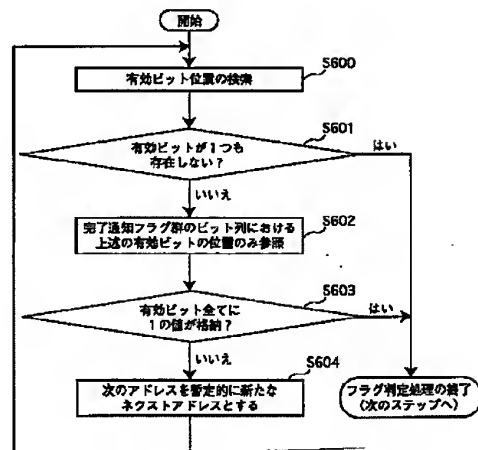 開始
S600
有効ビット位置の検索
S601
有効ビットが1つも
存在しない?
はい
いいえ
S602
完了通知フラグ群のビット列における
上述の有効ビットの位置のみ参照
S603
有効ビット全てに
1の値が格納?
はい
いいえ
S604
次のアドレスを暫定的に新たな
ネクストアドレスとする
フラグ判定処理の終了
(次のステップへ)